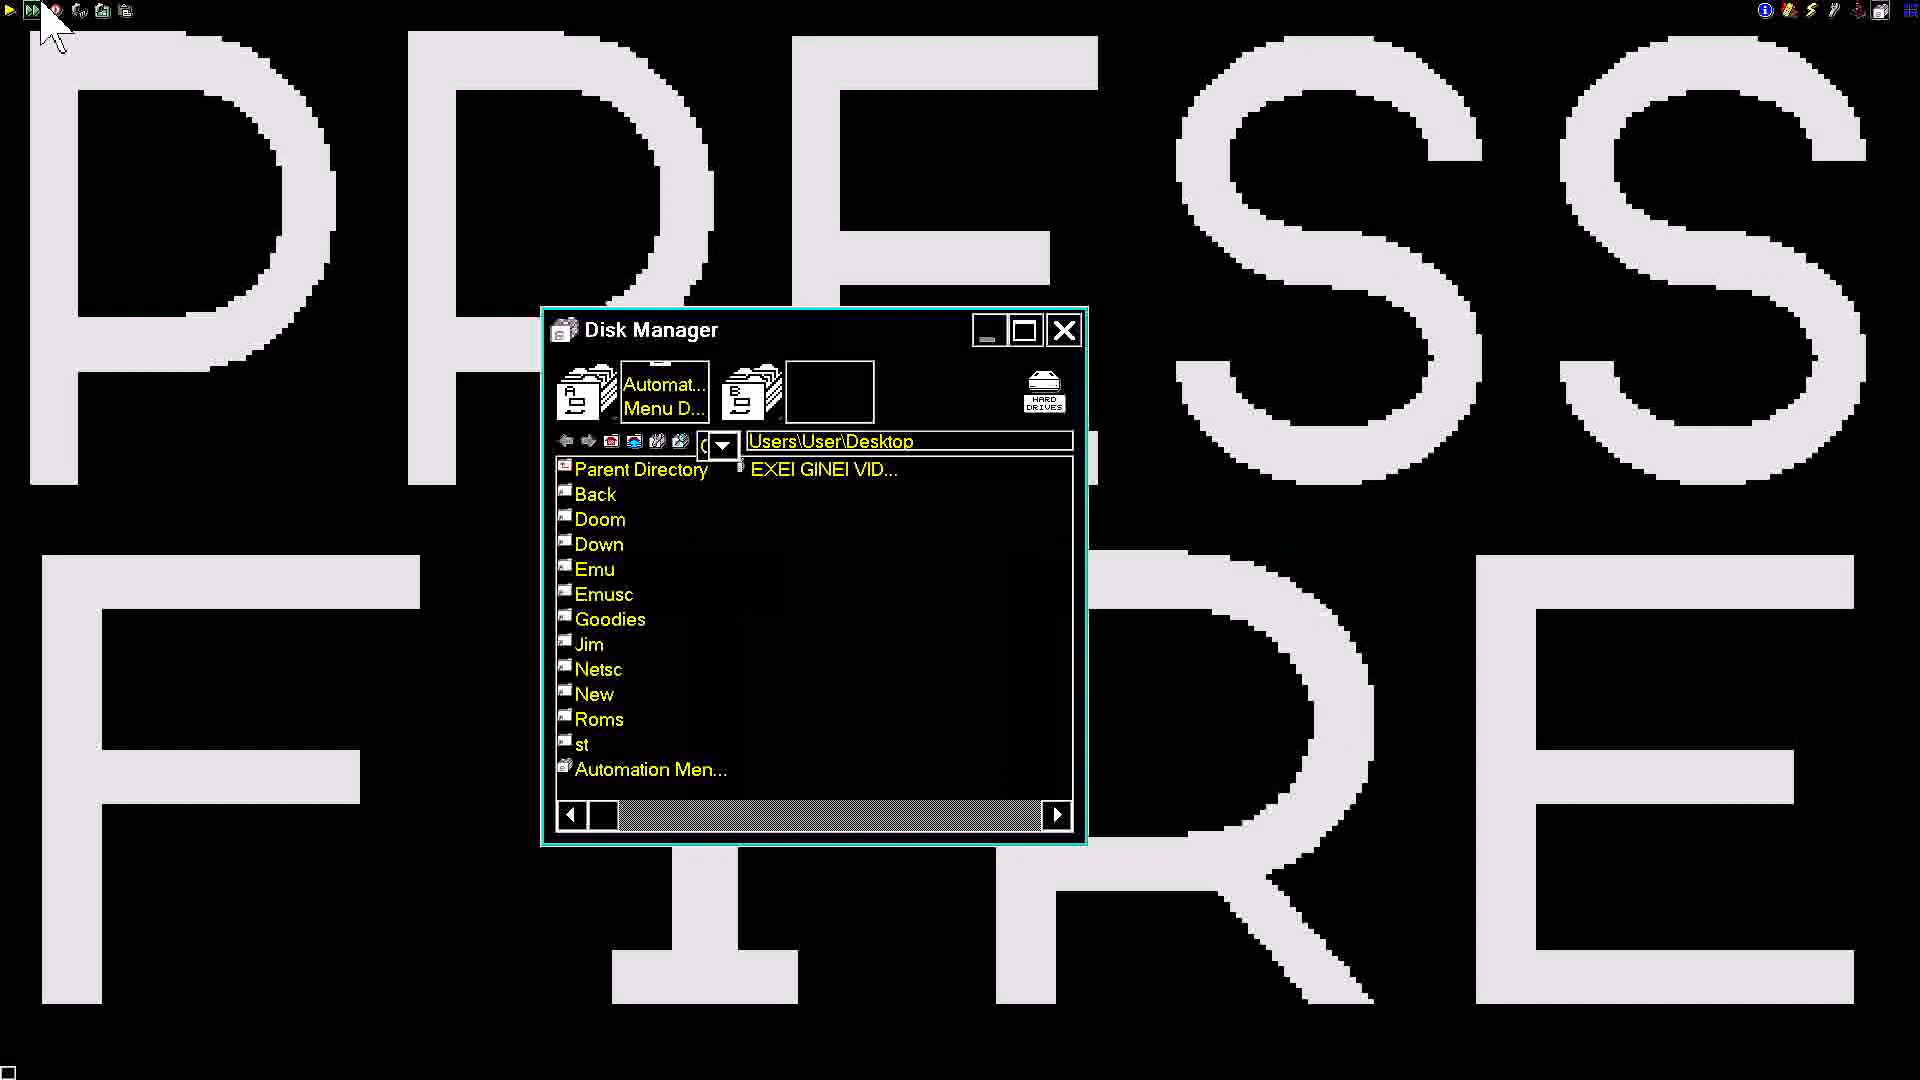 PRESS
FIRE
Disk Manager
A
Automat...
Menu D...
B
HARD
DRIVES
Users\User\Desktop
Parent Directory
Back
Doom
Down
Emu
Emusc
Goodies
Jim
Netsc
New
Roms
st
Automation Men...
EXEI GINEI VID...